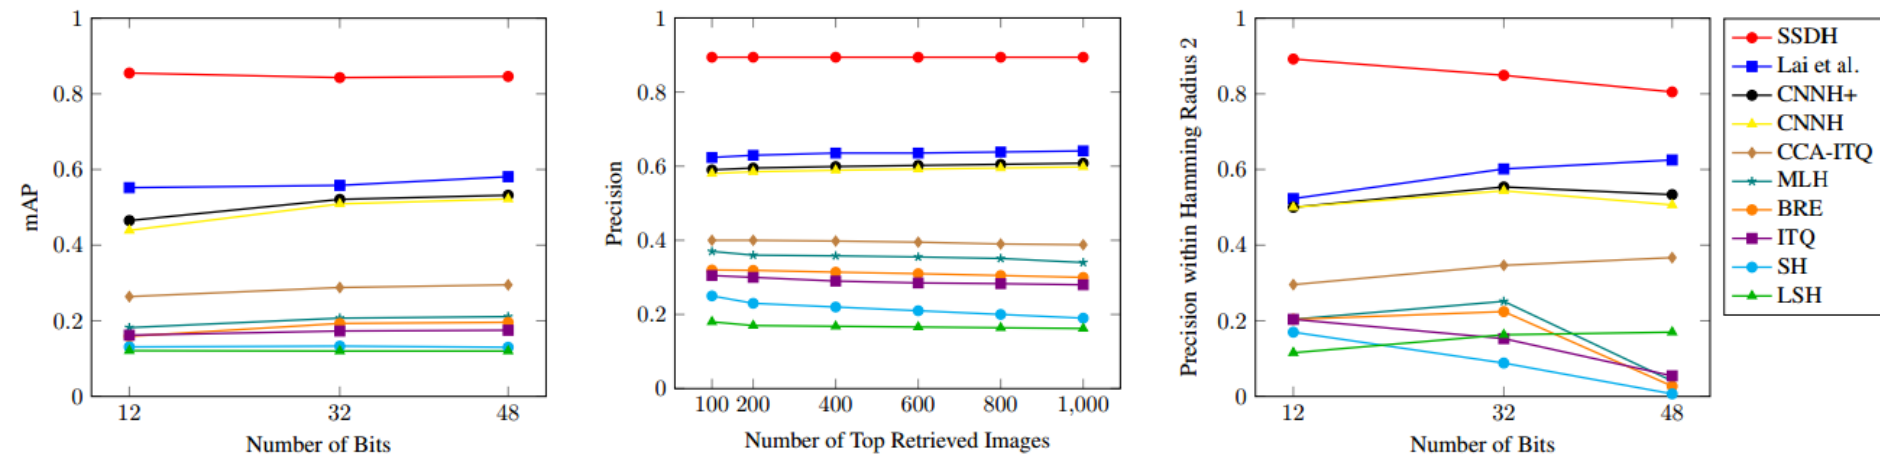 1
0.8
0.6
0.4
0.2
0
mAP
12 32 48
Number of Bits
1
0.8
0.6
0.4
0.2
0
Precision
100 200 400 600 800 1,000
Number of Top Retrieved Images
1
0.8
0.6
0.4
0.2
0
Precision within Hamming Radius 2
12 32 48
Number of Bits
SSDH
Lai et al.
CNNH+
CNNH
CCA-ITQ
MLH
BRE
ITQ
SH
LSH